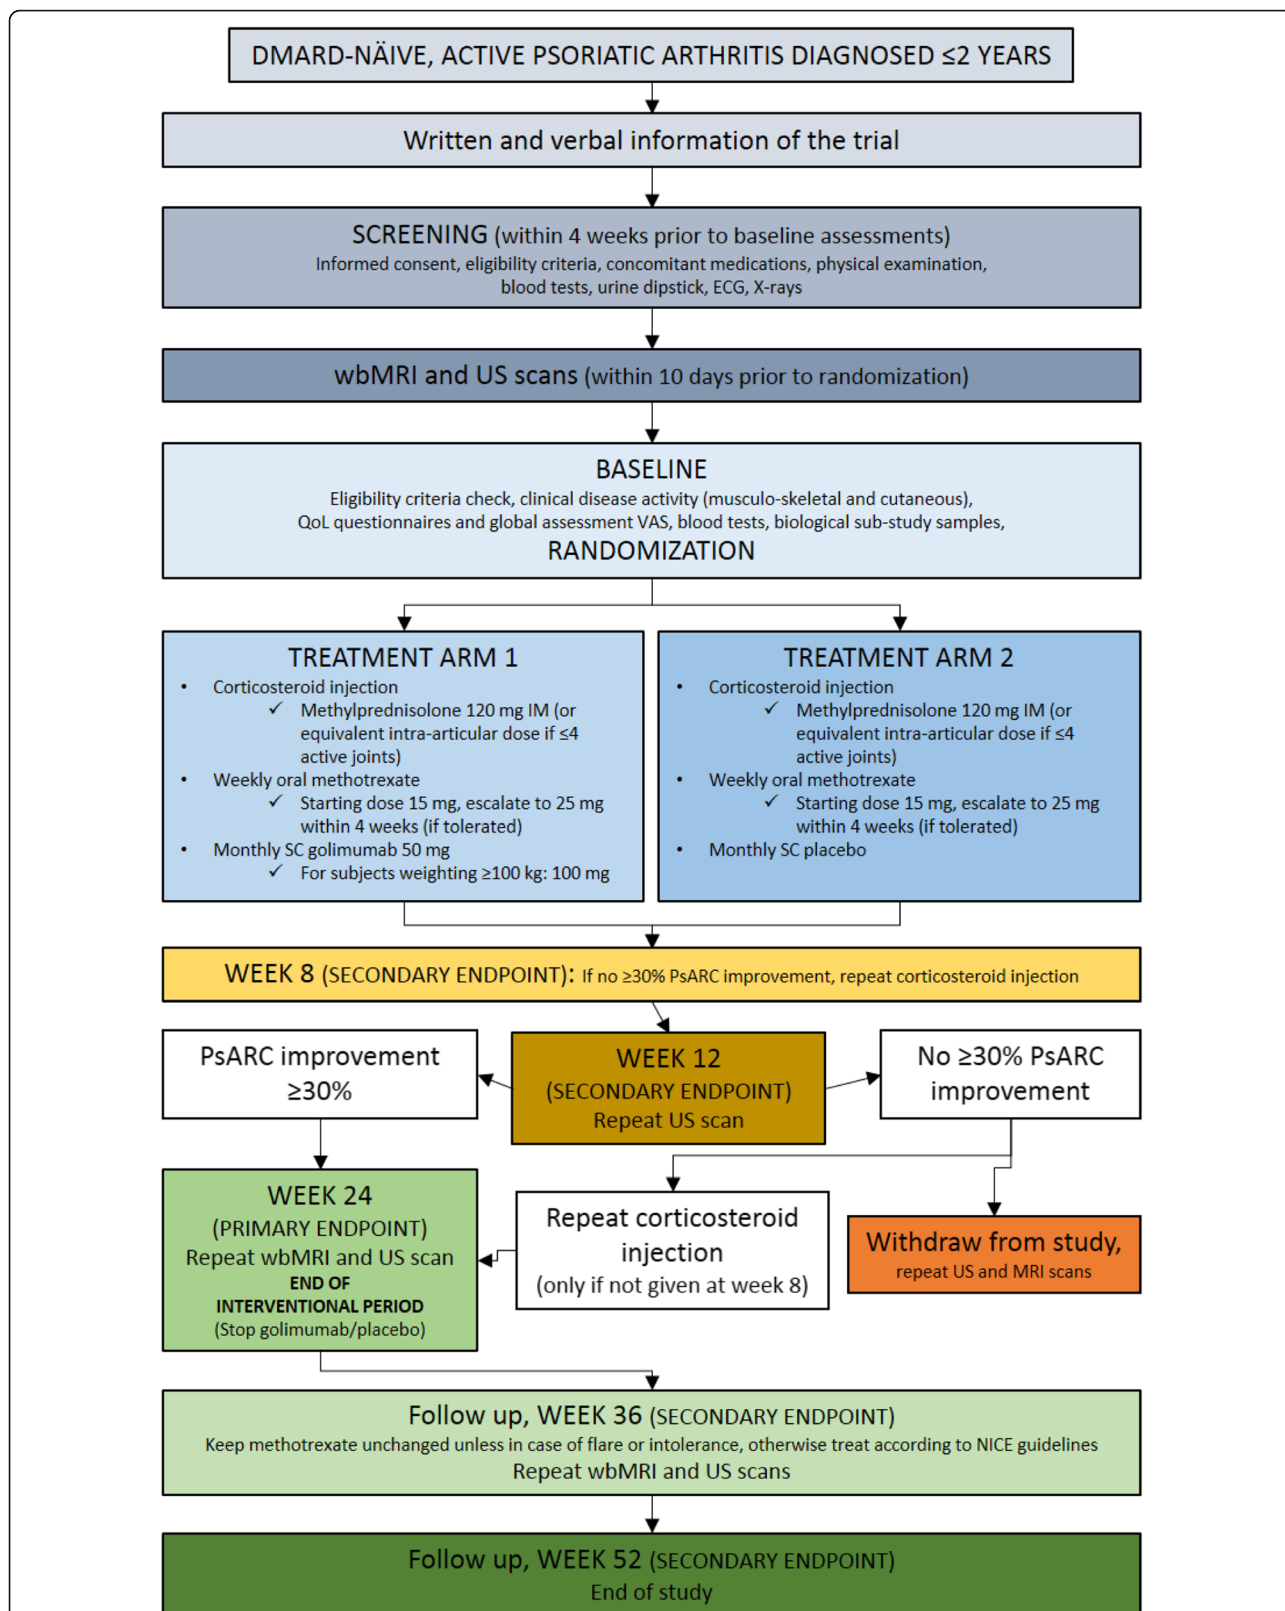 DMARD-NÄIVE, ACTIVE PSORIATIC ARTHRITIS DIAGNOSED ≤2 YEARS
Written and verbal information of the trial
SCREENING (within 4 weeks prior to baseline assessments)
Informed consent, eligibility criteria, concomitant medications, physical examination,
blood tests, urine dipstick, ECG, X-rays
wbMRI and US scans (within 10 days prior to randomization)
BASELINE
Eligibility criteria check, clinical disease activity (musculo-skeletal and cutaneous),
QoL questionnaires and global assessment VAS, blood tests, biological sub-study samples,
RANDOMIZATION
TREATMENT ARM 1
• Corticosteroid injection
✓ Methylprednisolone 120 mg IM (or
equivalent intra-articular dose if ≤4
active joints)
• Weekly oral methotrexate
✓ Starting dose 15 mg, escalate to 25 mg
within 4 weeks (if tolerated)
• Monthly SC golimumab 50 mg
✓ For subjects weighting ≥100 kg: 100 mg
TREATMENT ARM 2
• Corticosteroid injection
✓ Methylprednisolone 120 mg IM (or
equivalent intra-articular dose if ≤4
active joints)
• Weekly oral methotrexate
✓ Starting dose 15 mg, escalate to 25 mg
within 4 weeks (if tolerated)
• Monthly SC placebo
WEEK 8 (SECONDARY ENDPOINT): If no ≥30% PsARC improvement, repeat corticosteroid injection
PsARC improvement
≥30%
WEEK 12
(SECONDARY ENDPOINT)
Repeat US scan
No ≥30% PsARC
improvement
WEEK 24
(PRIMARY ENDPOINT)
Repeat wbMRI and US scan
END OF
INTERVENTIONAL PERIOD
(Stop golimumab/placebo)
Repeat corticosteroid
injection
(only if not given at week 8)
Withdraw from study,
repeat US and MRI scans
Follow up, WEEK 36 (SECONDARY ENDPOINT)
Keep methotrexate unchanged unless in case of flare or intolerance, otherwise treat according to NICE guidelines
Repeat wbMRI and US scans
Follow up, WEEK 52 (SECONDARY ENDPOINT)
End of study